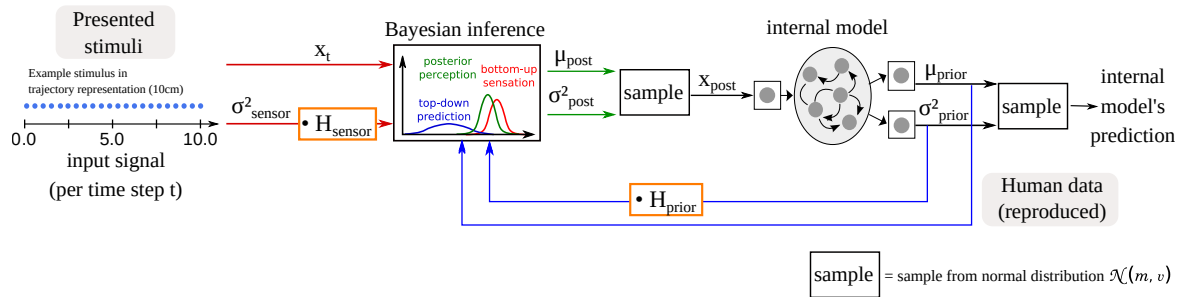 Presented
stimuli
Example stimulus in
trajectory representation (10cm)
0.0 5.0 10.0
input signal
(per time step t)
x_t
σ²_sensor
• H_sensor
Bayesian inference
posterior
perception
bottom-up
sensation
top-down
prediction
μ_post
σ²_post
sample
x_post
internal model
μ_prior
σ²_prior
sample
internal
model's
prediction
• H_prior
Human data
(reproduced)
sample = sample from normal distribution 𝒩(m, v)